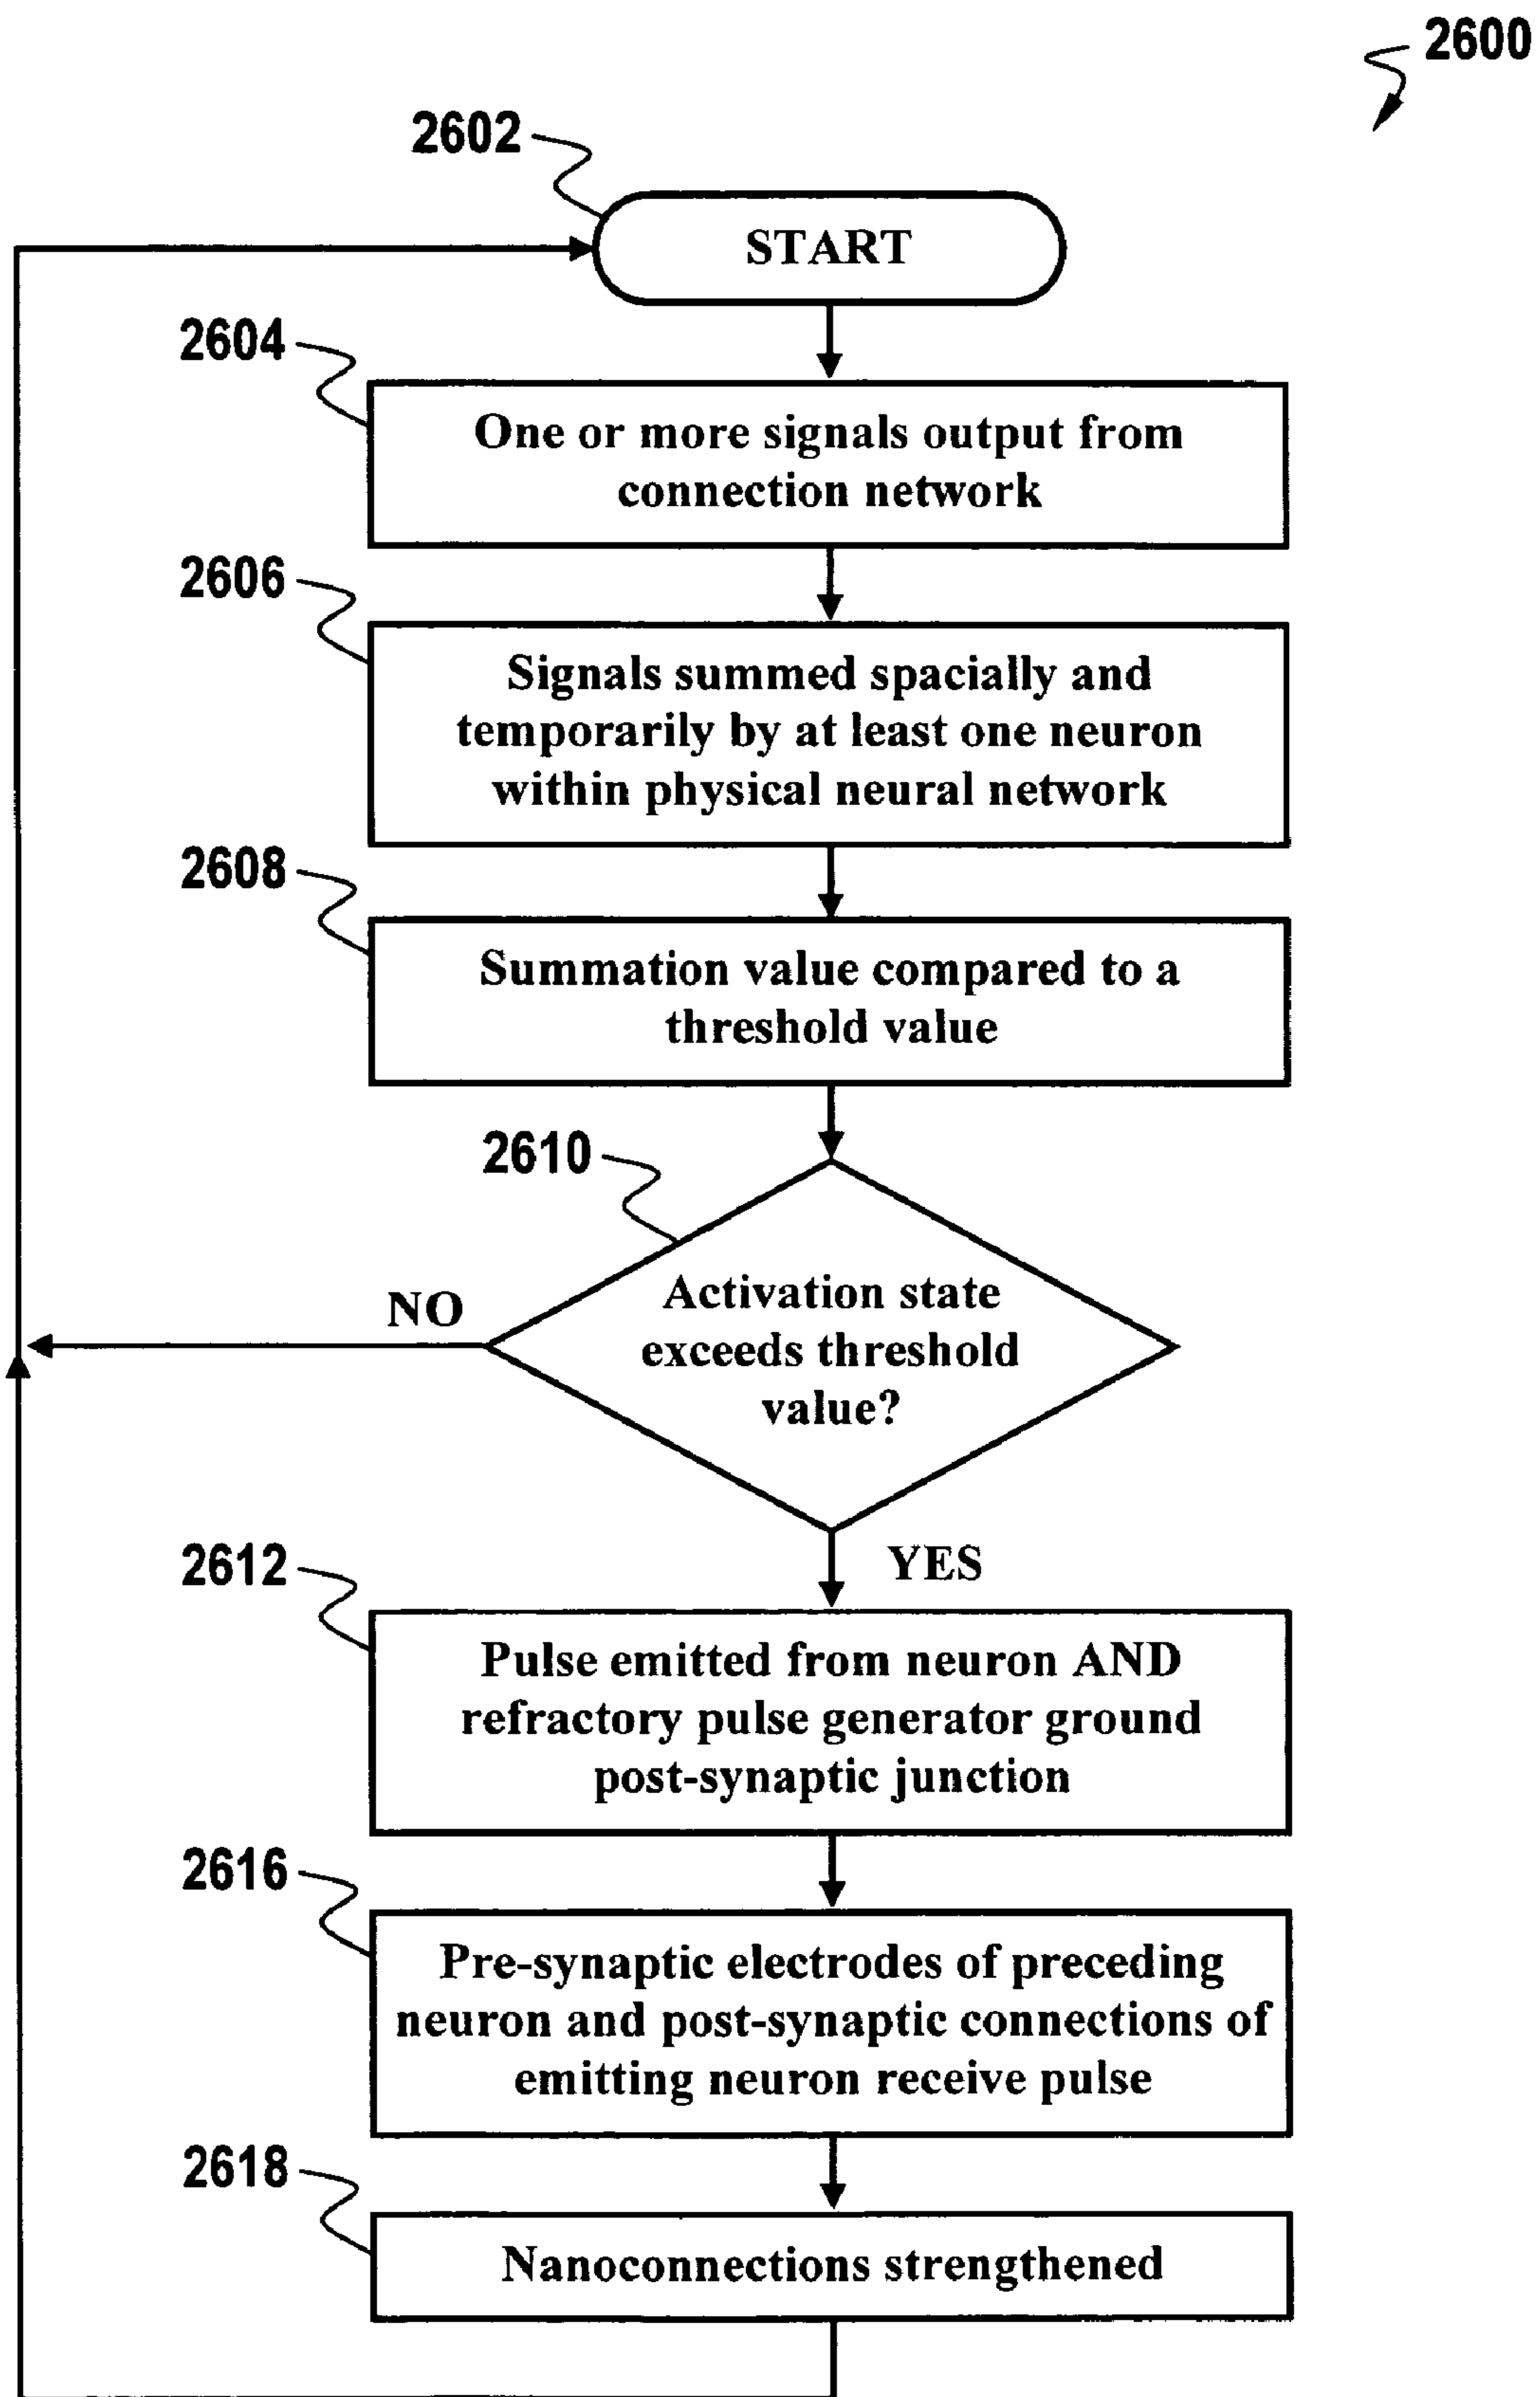 2600
2602
START
2604
One or more signals output from
connection network
2606
Signals summed spacially and
temporarily by at least one neuron
within physical neural network
2608
Summation value compared to a
threshold value
2610
Activation state
exceeds threshold
value?
NO
YES
2612
Pulse emitted from neuron AND
refractory pulse generator ground
post-synaptic junction
2616
Pre-synaptic electrodes of preceding
neuron and post-synaptic connections of
emitting neuron receive pulse
2618
Nanoconnections strengthened